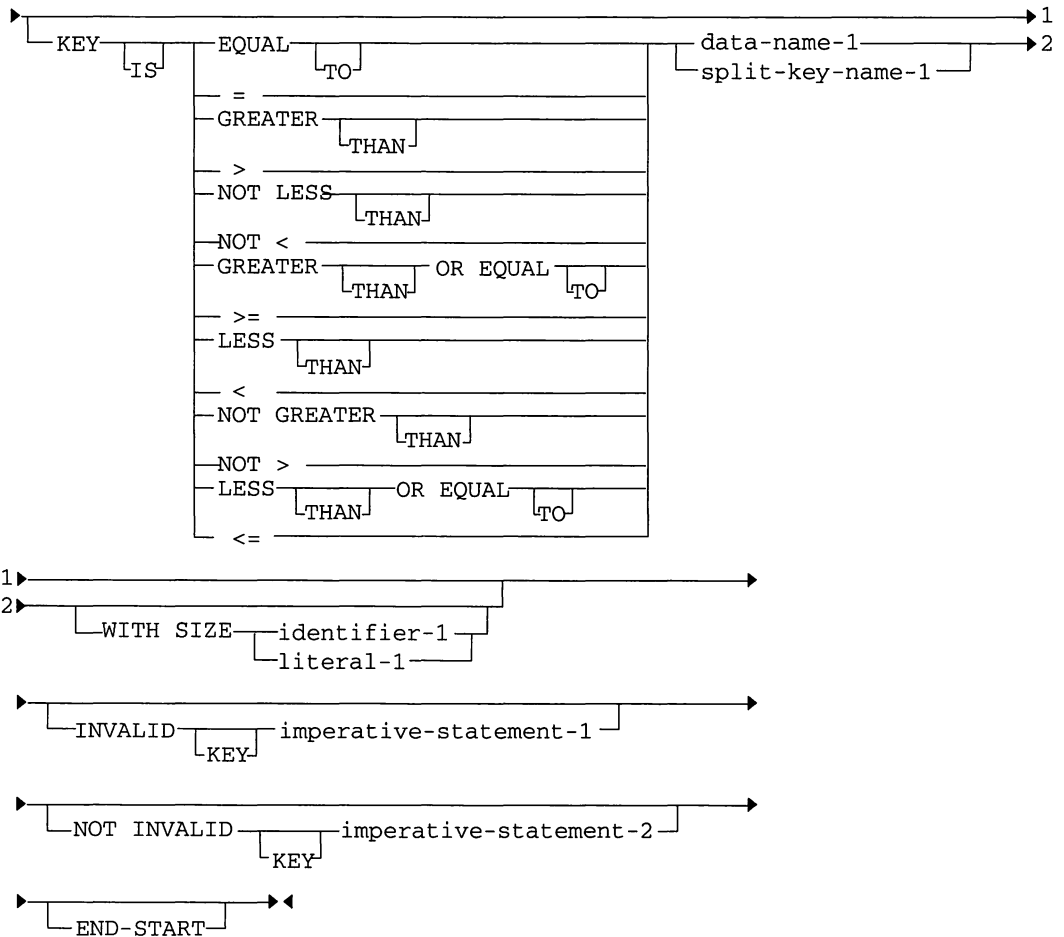 1
KEY IS EQUAL TO data-name-1 2
split-key-name-1
=
GREATER THAN
>
NOT LESS THAN
NOT <
GREATER THAN OR EQUAL TO
>=
LESS THAN
<
NOT GREATER THAN
NOT >
LESS THAN OR EQUAL TO
<=
1
2
WITH SIZE identifier-1
literal-1
INVALID KEY imperative-statement-1
NOT INVALID KEY imperative-statement-2
END-START